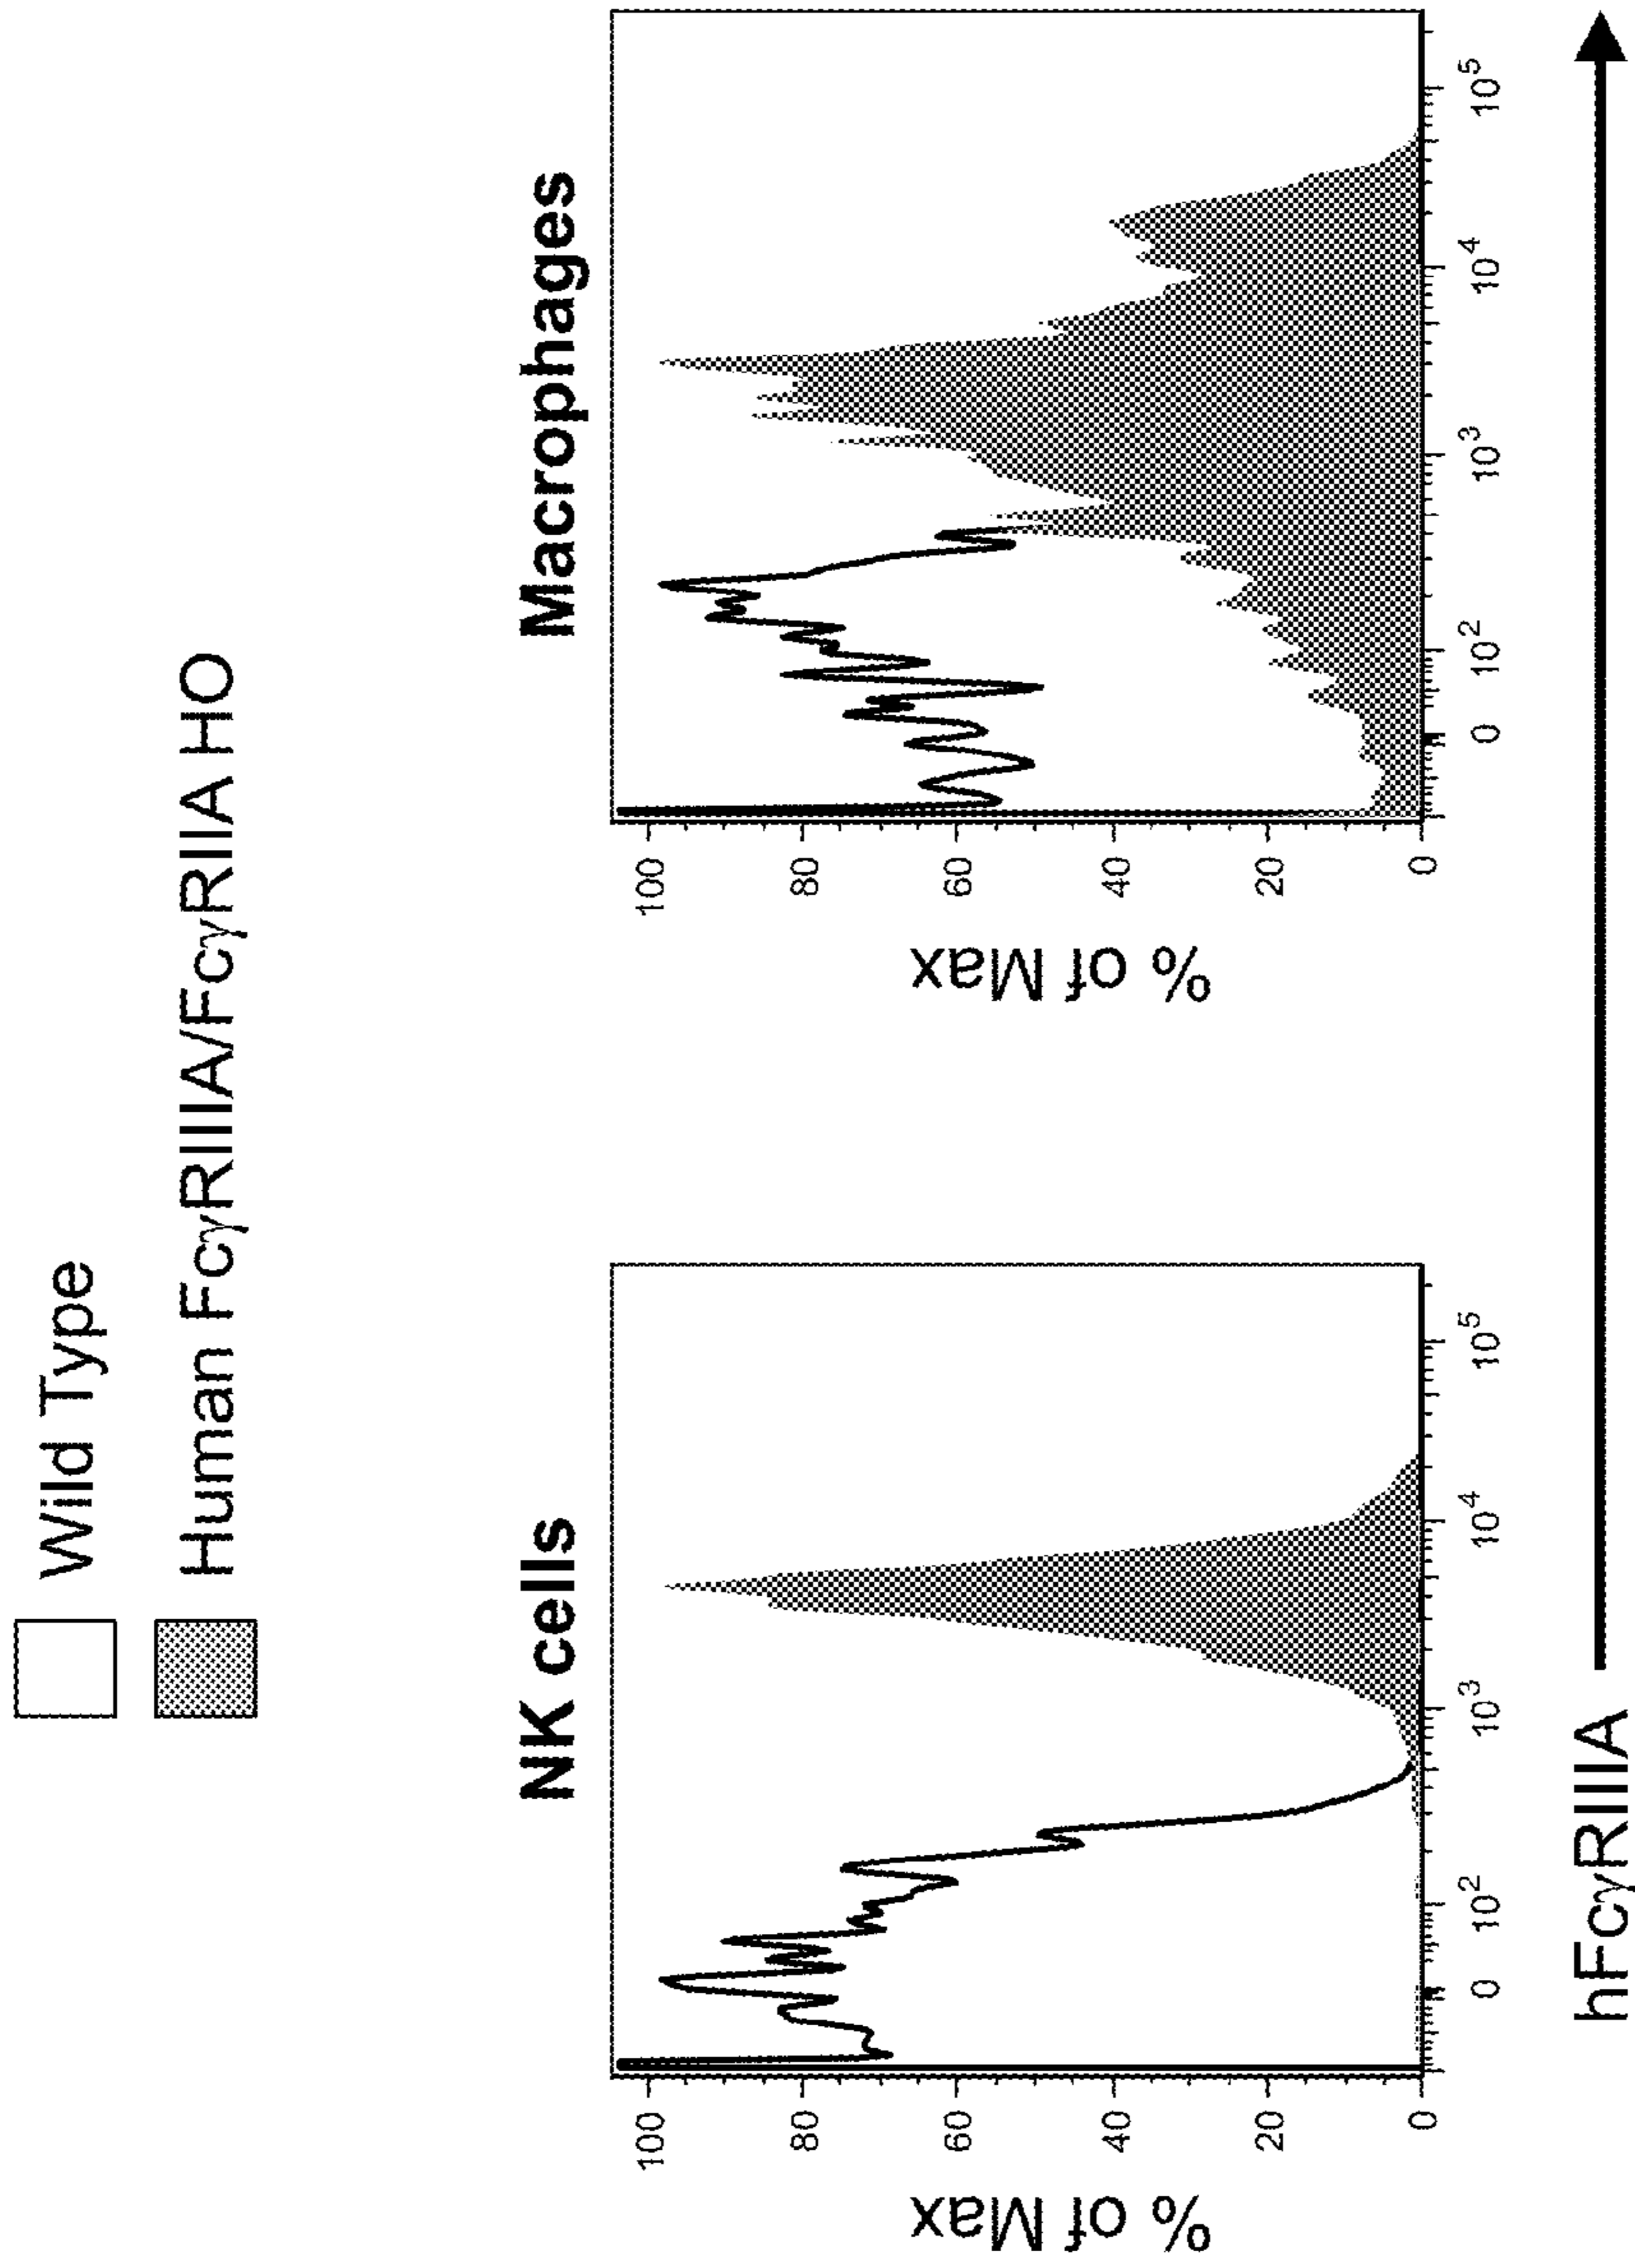 Wild Type
Human FcγRIIIA/FcγRIIA HO
NK cells
% of Max
100
80
60
40
20
0
0 10² 10³ 10⁴ 10⁵
Macrophages
% of Max
100
80
60
40
20
0
0 10² 10³ 10⁴ 10⁵
hFcγRIIIA